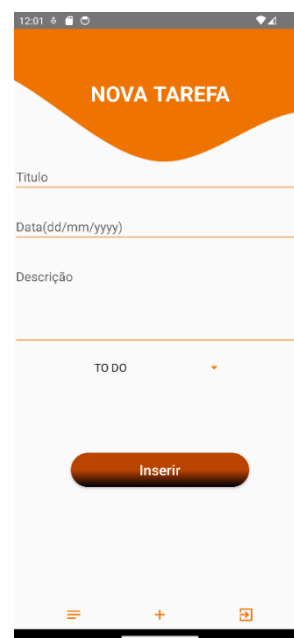 12:01
NOVA TAREFA
Titulo
Data(dd/mm/yyyy)
Descrição
TO DO
Inserir